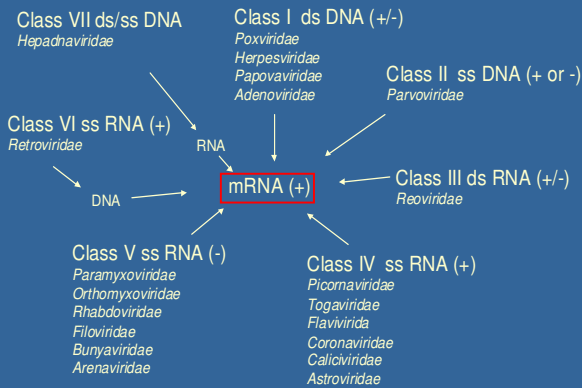 Class VII ds/ss DNA
Hepadnaviridae
Class I ds DNA (+/-)
Poxviridae
Herpesviridae
Papovaviridae
Adenoviridae
Class II ss DNA (+ or -)
Parvoviridae
Class VI ss RNA (+)
Retroviridae
RNA
DNA
mRNA (+)
Class III ds RNA (+/-)
Reoviridae
Class V ss RNA (-)
Paramyxoviridae
Orthomyxoviridae
Rhabdoviridae
Filoviridae
Bunyaviridae
Arenaviridae
Class IV ss RNA (+)
Picornaviridae
Togaviridae
Flavivirida
Coronaviridae
Caliciviridae
Astroviridae